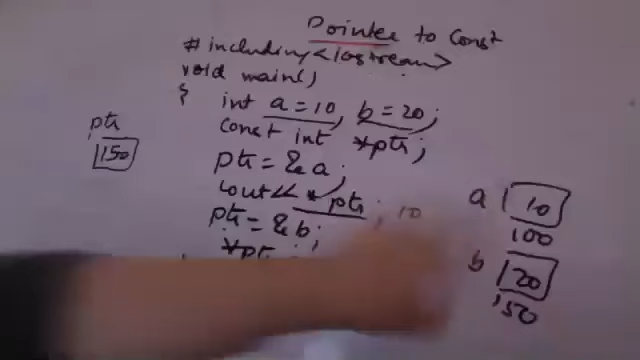 Pointer to Const
# including <iostream>
void main()
{ int a = 10, b = 20;
const int *ptr;
ptr = &a;
cout<< *ptr; 10
ptr = &b;
*ptr
ptr
150
a 10
100
b 20
150